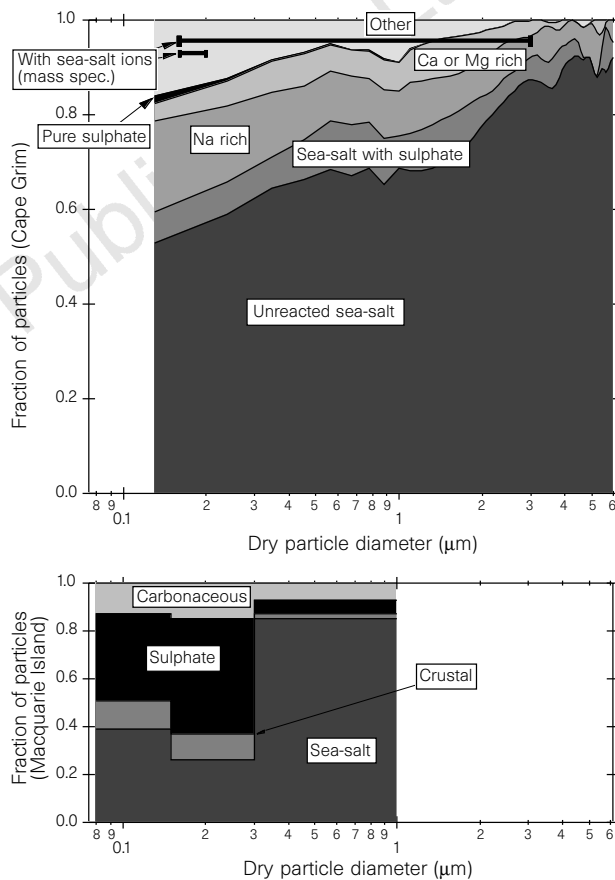 Publi
Other
With sea-salt ions
(mass spec.)
Ca or Mg rich
Pure sulphate
Na rich
Sea-salt with sulphate
Unreacted sea-salt
Fraction of particles (Cape Grim)
1.0
0.8
0.6
0.4
0.2
0.0
8 9 2 3 4 5 6 7 8 9 2 3 4 5 6
0.1 1
Dry particle diameter (μm)
Carbonaceous
Sulphate
Crustal
Sea-salt
Fraction of particles
(Macquarie Island)
1.0
0.8
0.6
0.4
0.2
0.0
8 9 2 3 4 5 6 7 8 9 2 3 4 5 6
0.1 1
Dry particle diameter (μm)